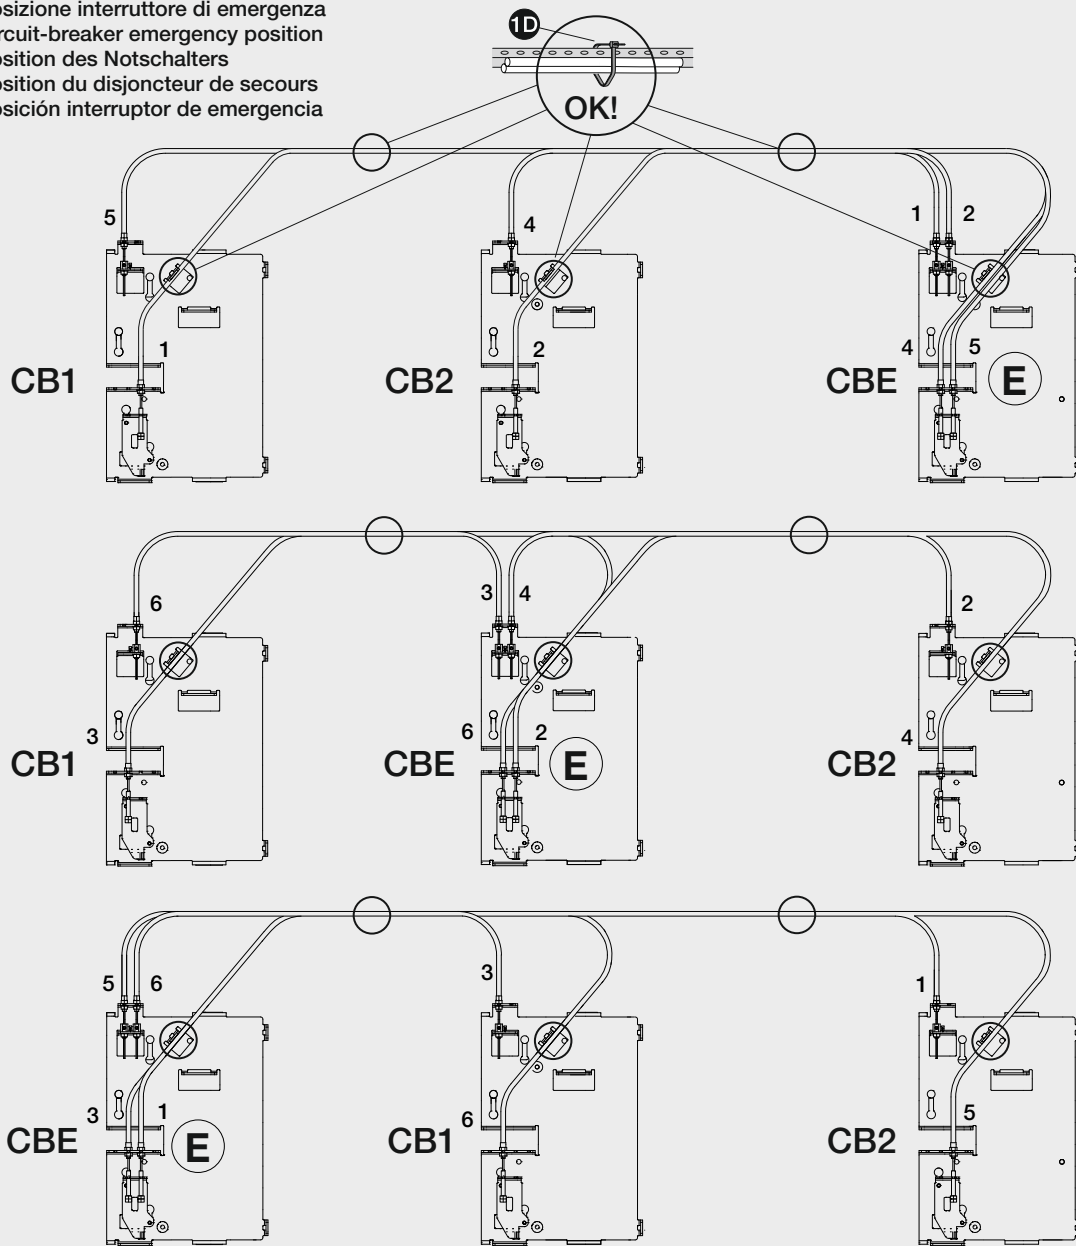 osizione interruttore di emergenza
rcuit-breaker emergency position
osition des Notschalters
osition du disjoncteur de secours
osición interruptor de emergencia
1D
OK!
5
4
1 2
1
2
4 5
CB1
CB2
CBE
E
6
3 4
2
3
6 2
4
CB1
CBE
E
CB2
5 6
3
1
3 1
6
5
CBE
E
CB1
CB2